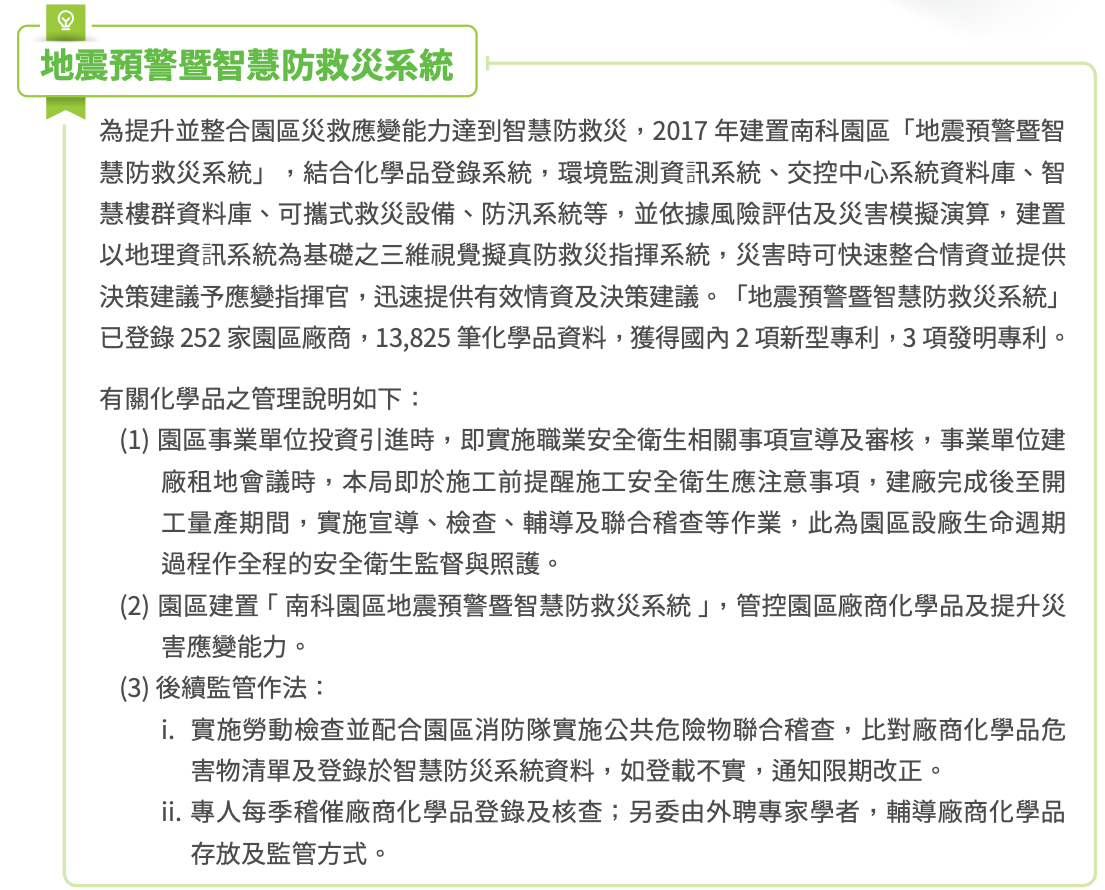 地震預警暨智慧防救災系統
為提升並整合園區災救應變能力達到智慧防救災，2017 年建置南科園區「地震預警暨智
慧防救災系統」，結合化學品登錄系統，環境監測資訊系統、交控中心系統資料庫、智
慧樓群資料庫、可攜式救災設備、防汛系統等，並依據風險評估及災害模擬演算，建置
以地理資訊系統為基礎之三維視覺擬真防救災指揮系統，災害時可快速整合情資並提供
決策建議予應變指揮官，迅速提供有效情資及決策建議。「地震預警暨智慧防救災系統」
已登錄 252 家園區廠商，13,825 筆化學品資料，獲得國內 2 項新型專利，3 項發明專利。
有關化學品之管理說明如下：
(1) 園區事業單位投資引進時，即實施職業安全衛生相關事項宣導及審核，事業單位建
廠租地會議時，本局即於施工前提醒施工安全衛生應注意事項，建廠完成後至開
工量產期間，實施宣導、檢查、輔導及聯合稽查等作業，此為園區設廠生命週期
過程作全程的安全衛生監督與照護。
(2) 園區建置「 南科園區地震預警暨智慧防救災系統 」，管控園區廠商化學品及提升災
害應變能力。
(3) 後續監管作法：
i. 實施勞動檢查並配合園區消防隊實施公共危險物聯合稽查，比對廠商化學品危
害物清單及登錄於智慧防災系統資料，如登載不實，通知限期改正。
ii. 專人每季稽催廠商化學品登錄及核查；另委由外聘專家學者，輔導廠商化學品
存放及監管方式。